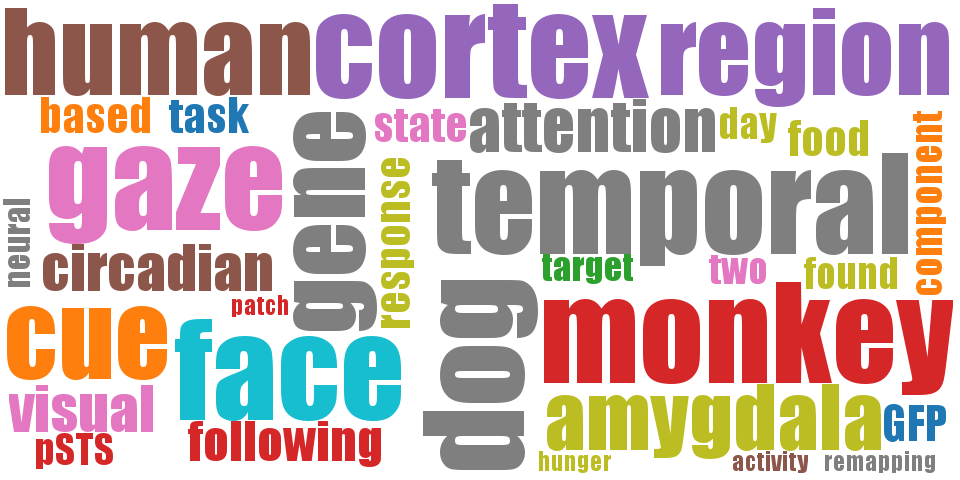 human
cortex
region
based
task
state
attention
day
food
component
gaze
gene
response
temporal
neural
circadian
patch
target
two
found
cue
face
dog
monkey
visual
pSTS
following
amygdala
GFP
hunger
activity
remapping